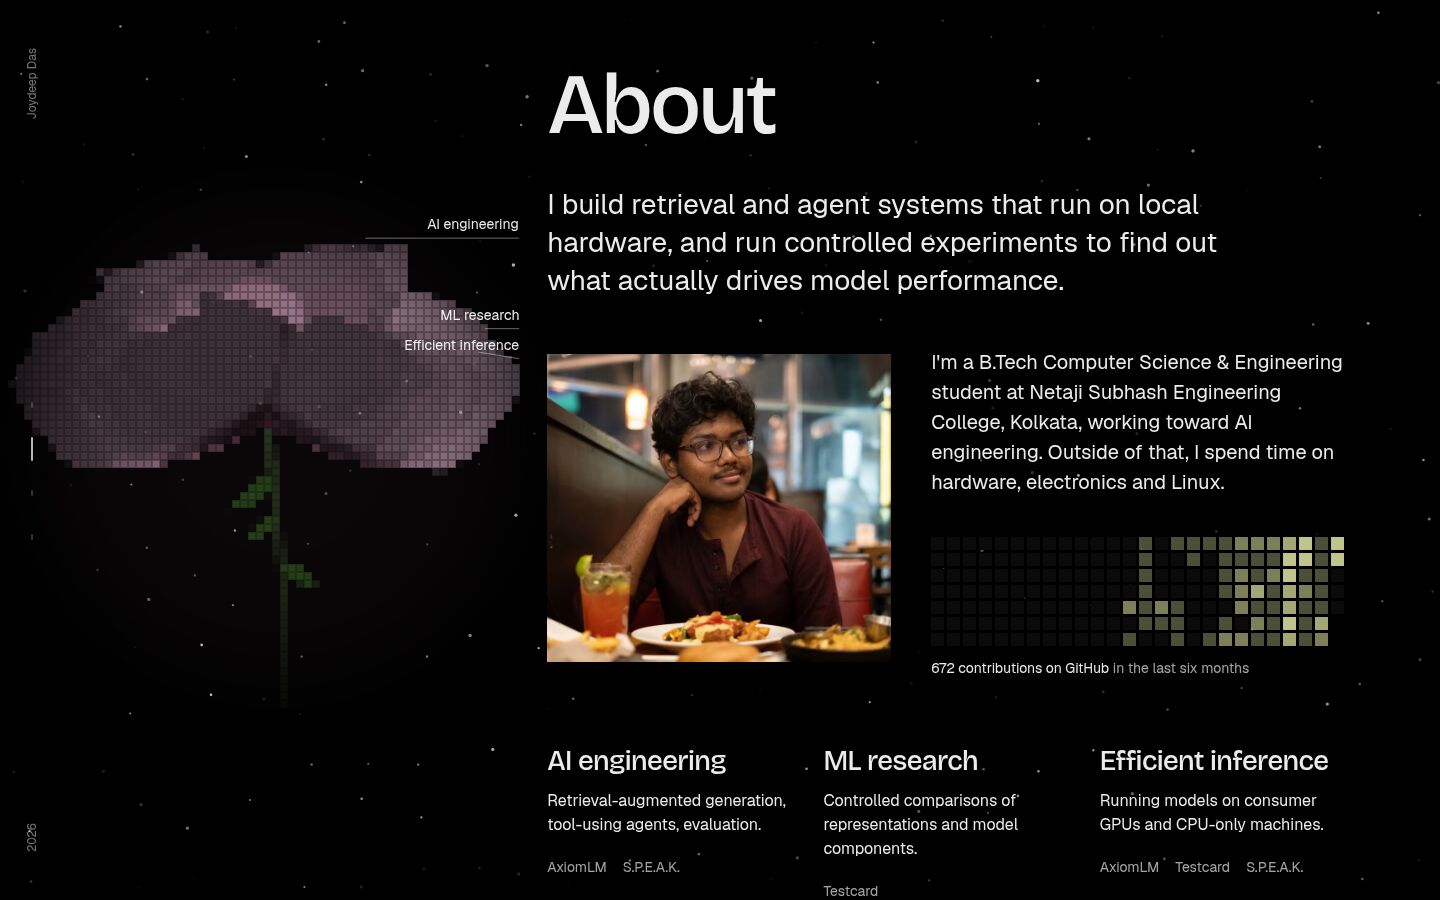 Joydeep Das
About
I build retrieval and agent systems that run on local
hardware, and run controlled experiments to find out
what actually drives model performance.
AI engineering
ML research
Efficient inference
I'm a B.Tech Computer Science & Engineering
student at Netaji Subhash Engineering
College, Kolkata, working toward AI
engineering. Outside of that, I spend time on
hardware, electronics and Linux.
672 contributions on GitHub in the last six months
AI engineering
Retrieval-augmented generation,
tool-using agents, evaluation.
AxiomLM S.P.E.A.K.
ML research
Controlled comparisons of
representations and model
components.
Testcard
Efficient inference
Running models on consumer
GPUs and CPU-only machines.
AxiomLM Testcard S.P.E.A.K.
2026